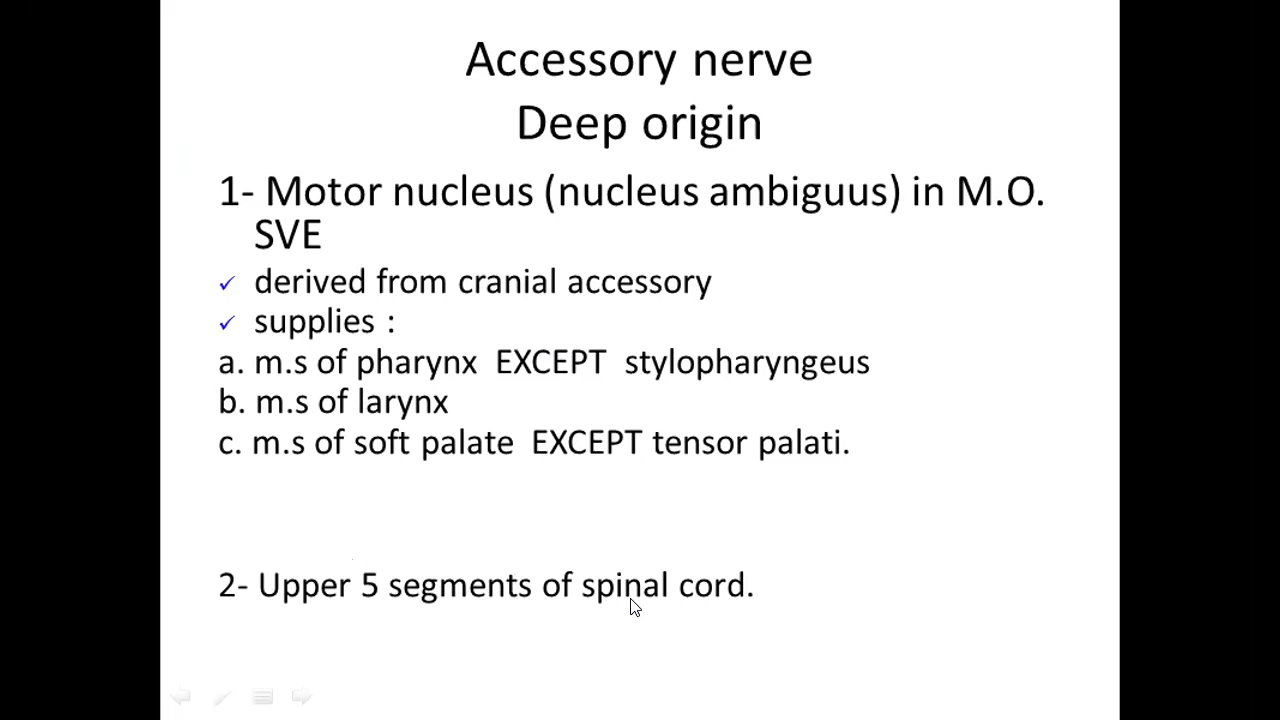 Accessory nerve
Deep origin
1- Motor nucleus (nucleus ambiguus) in M.O.
SVE
✓ derived from cranial accessory
✓ supplies :
a. m.s of pharynx EXCEPT stylopharyngeus
b. m.s of larynx
c. m.s of soft palate EXCEPT tensor palati.
2- Upper 5 segments of spinal cord.